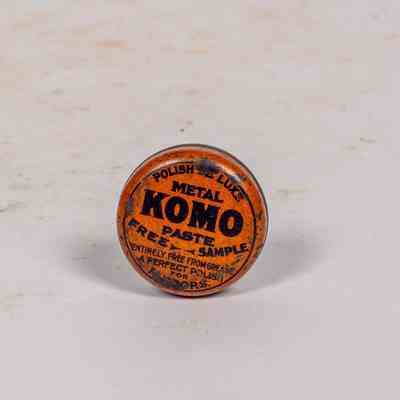 POLISH DE LUXE
METAL
KOMO
PASTE
FREE SAMPLE
ENTIRELY FREE FROM GREASE
A PERFECT POLISH
FOR